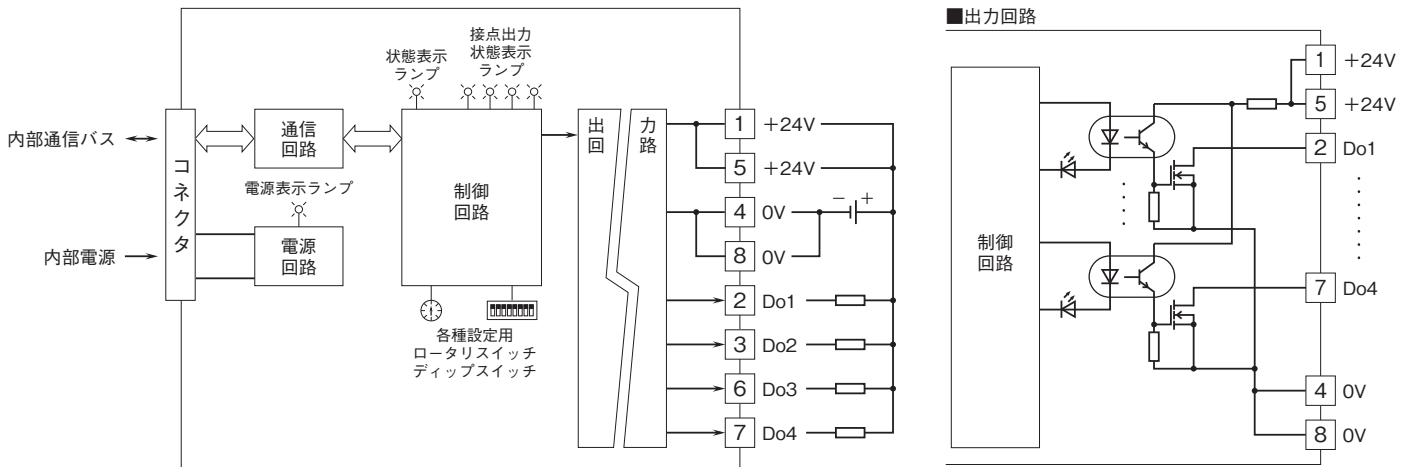 状態表示
ランプ
接点出力
状態表示
ランプ
内部通信バス
コネクタ
通信
回路
電源表示ランプ
内部電源
電源
回路
制御
回路
各種設定用
ロータリスイッチ
ディップスイッチ
出力
回路
1 +24V
5 +24V
4 0V
− +
8 0V
2 Do1
3 Do2
6 Do3
7 Do4
■出力回路
制御
回路
1 +24V
5 +24V
2 Do1
7 Do4
4 0V
8 0V